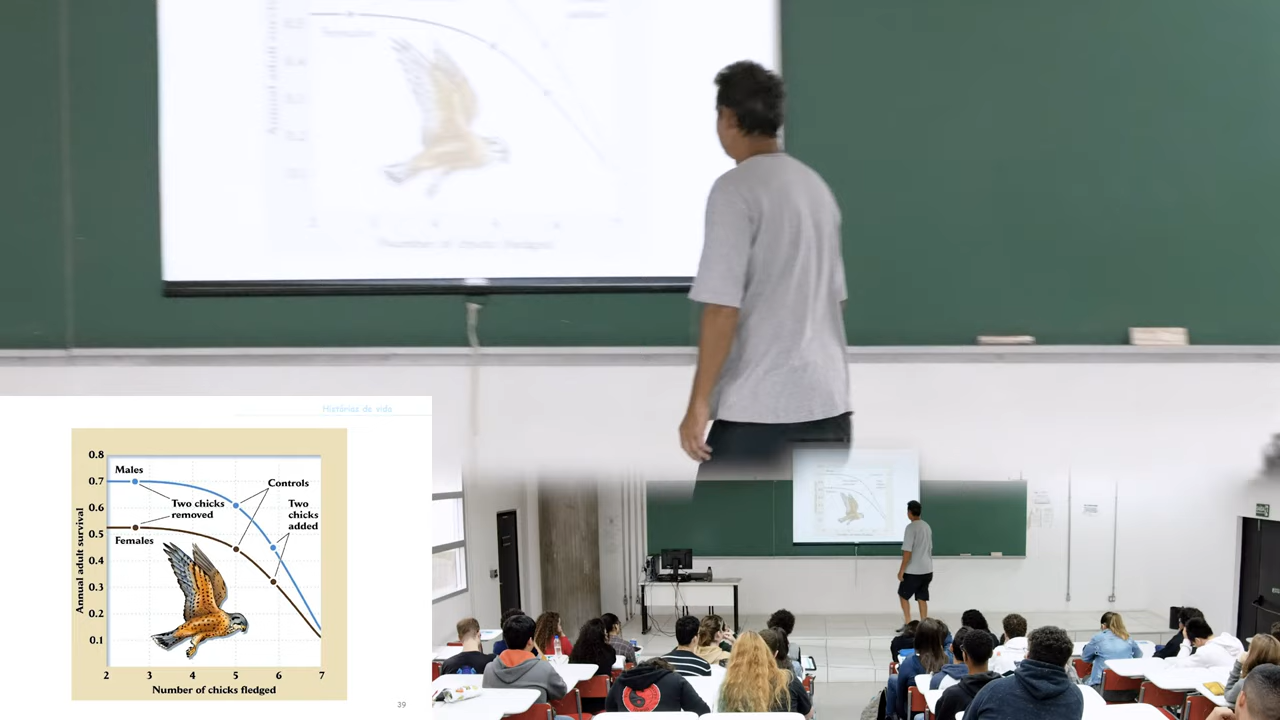 Histórias de vida
0.8
Males
0.7
Controls
Two chicks
removed
Two
chicks
added
0.6
0.5
Females
0.4
0.3
0.2
0.1
Annual adult survival
2 3 4 5 6 7
Number of chicks fledged
39